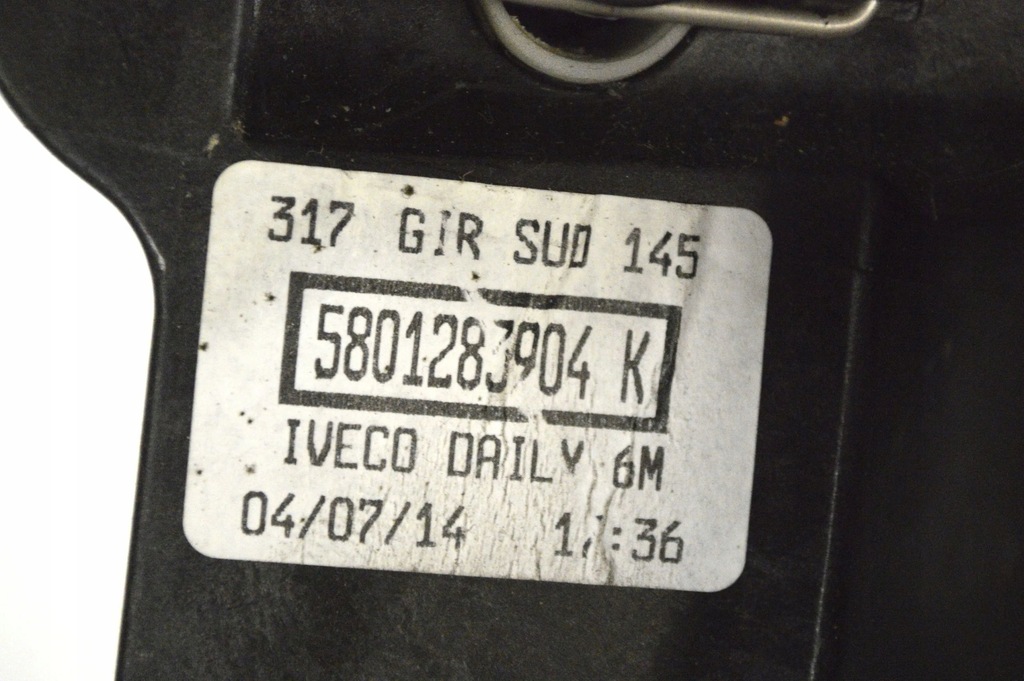 317 GIR SUD 145
5801283904 K
IVECO DAILY 6M
04/07/14